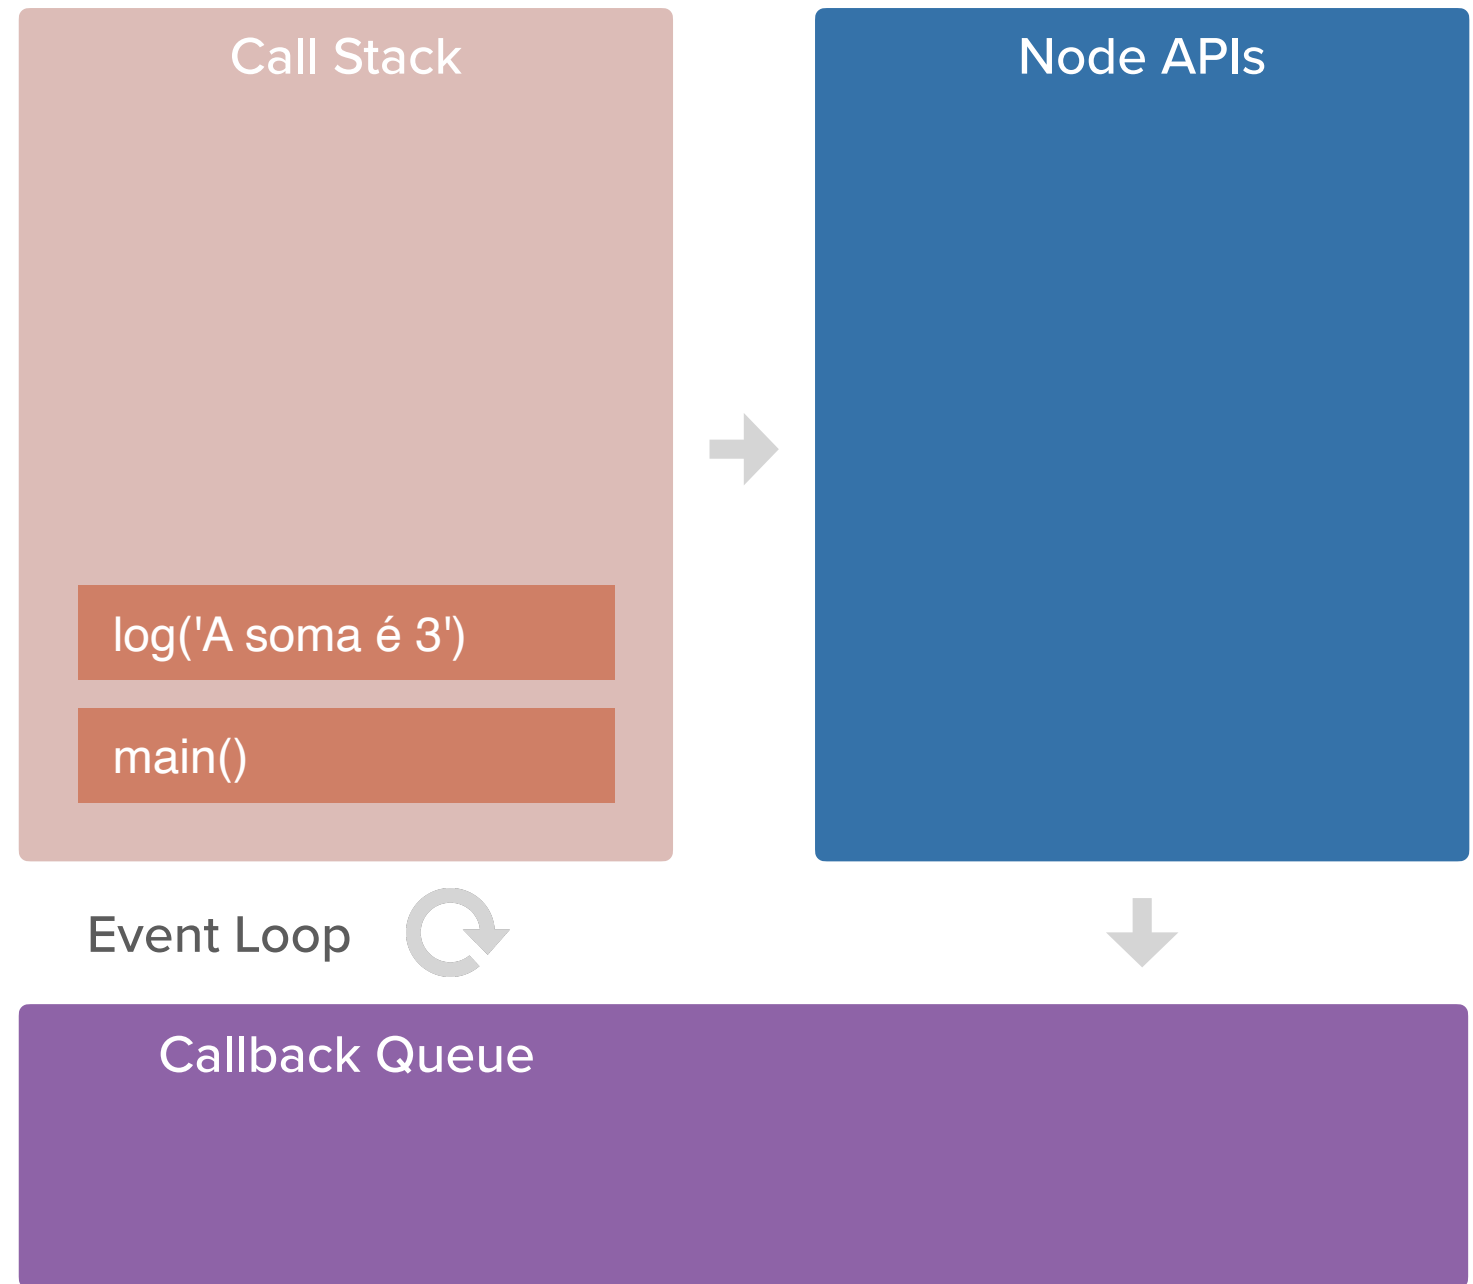 Call Stack
Node APIs
log('A soma é 3')
main()
Event Loop
Callback Queue